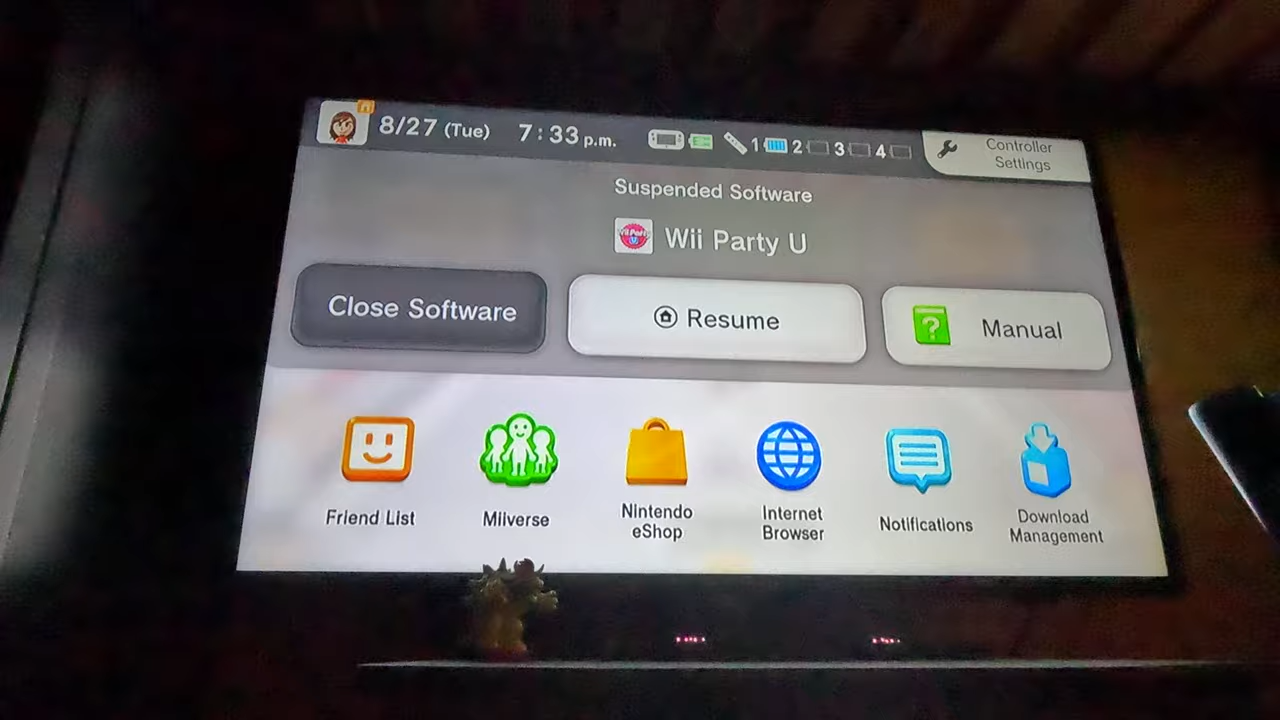 8/27 (Tue) 7:33 p.m. 1 2 3 4
Controller
Settings
Suspended Software
Wii Party U
Close Software
Resume
? Manual
Friend List
Miiverse
Nintendo
eShop
Internet
Browser
Notifications
Download
Management